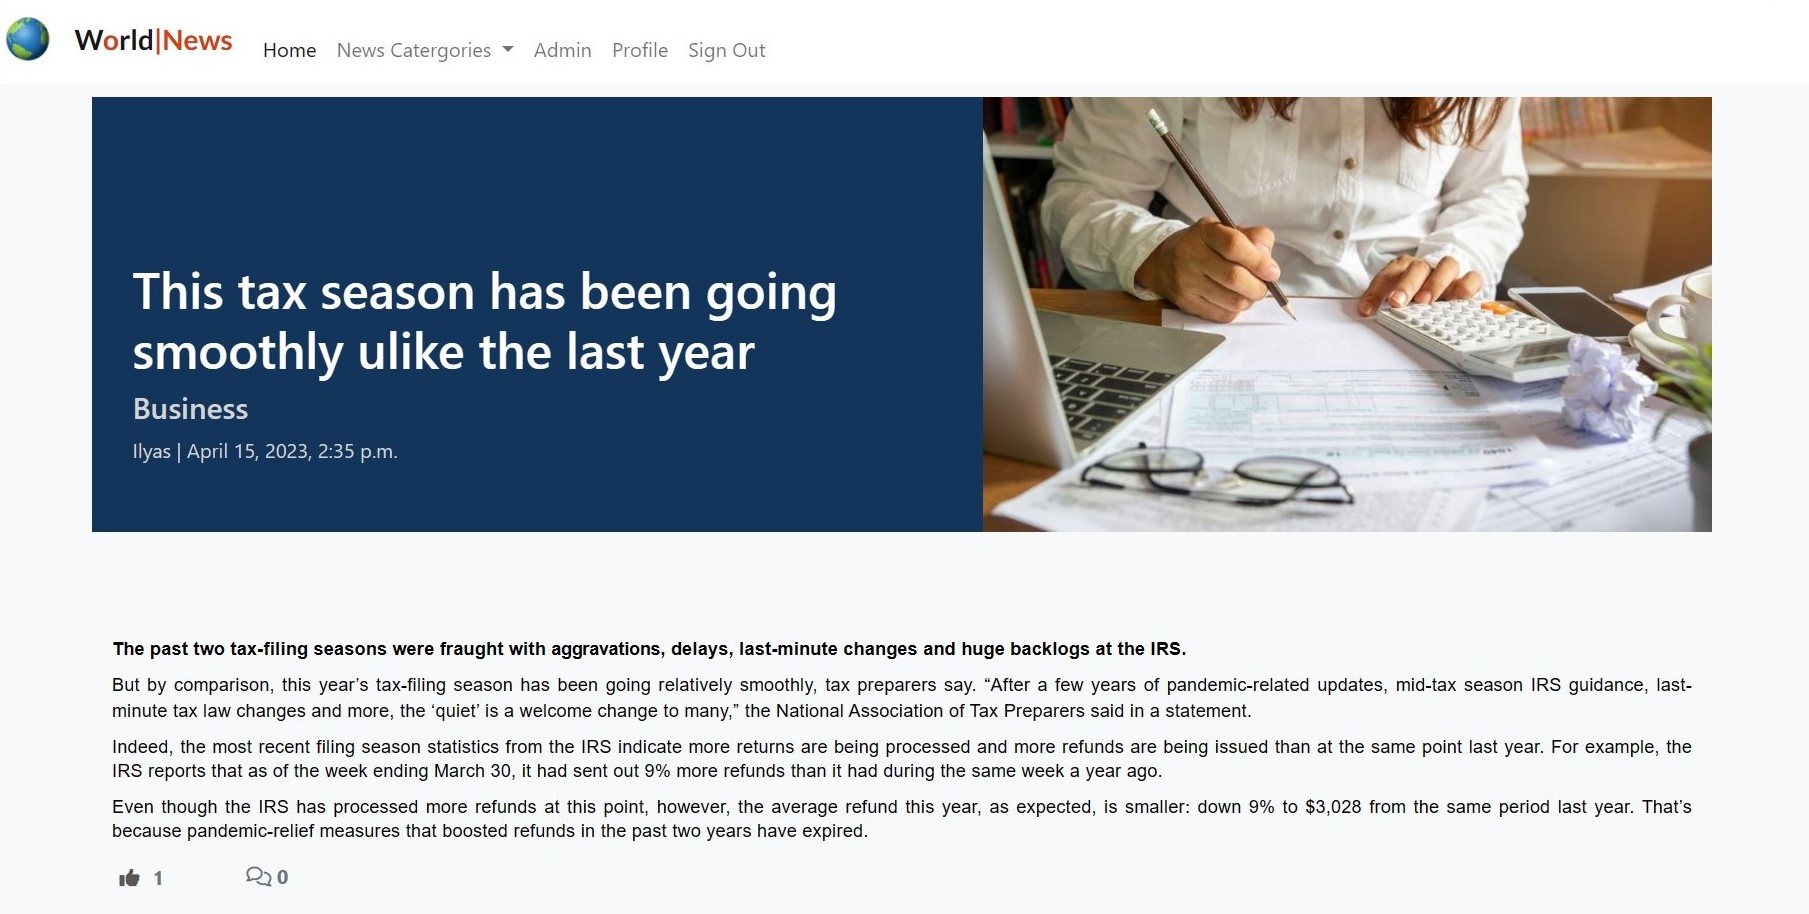 World|News
Home News Catergories Admin Profile Sign Out
This tax season has been going
smoothly ulike the last year
Business
Ilyas | April 15, 2023, 2:35 p.m.
The past two tax-filing seasons were fraught with aggravations, delays, last-minute changes and huge backlogs at the IRS.
But by comparison, this year’s tax-filing season has been going relatively smoothly, tax preparers say. “After a few years of pandemic-related updates, mid-tax season IRS guidance, last-
minute tax law changes and more, the ‘quiet’ is a welcome change to many,” the National Association of Tax Preparers said in a statement.
Indeed, the most recent filing season statistics from the IRS indicate more returns are being processed and more refunds are being issued than at the same point last year. For example, the
IRS reports that as of the week ending March 30, it had sent out 9% more refunds than it had during the same week a year ago.
Even though the IRS has processed more refunds at this point, however, the average refund this year, as expected, is smaller: down 9% to $3,028 from the same period last year. That’s
because pandemic-relief measures that boosted refunds in the past two years have expired.
1 0